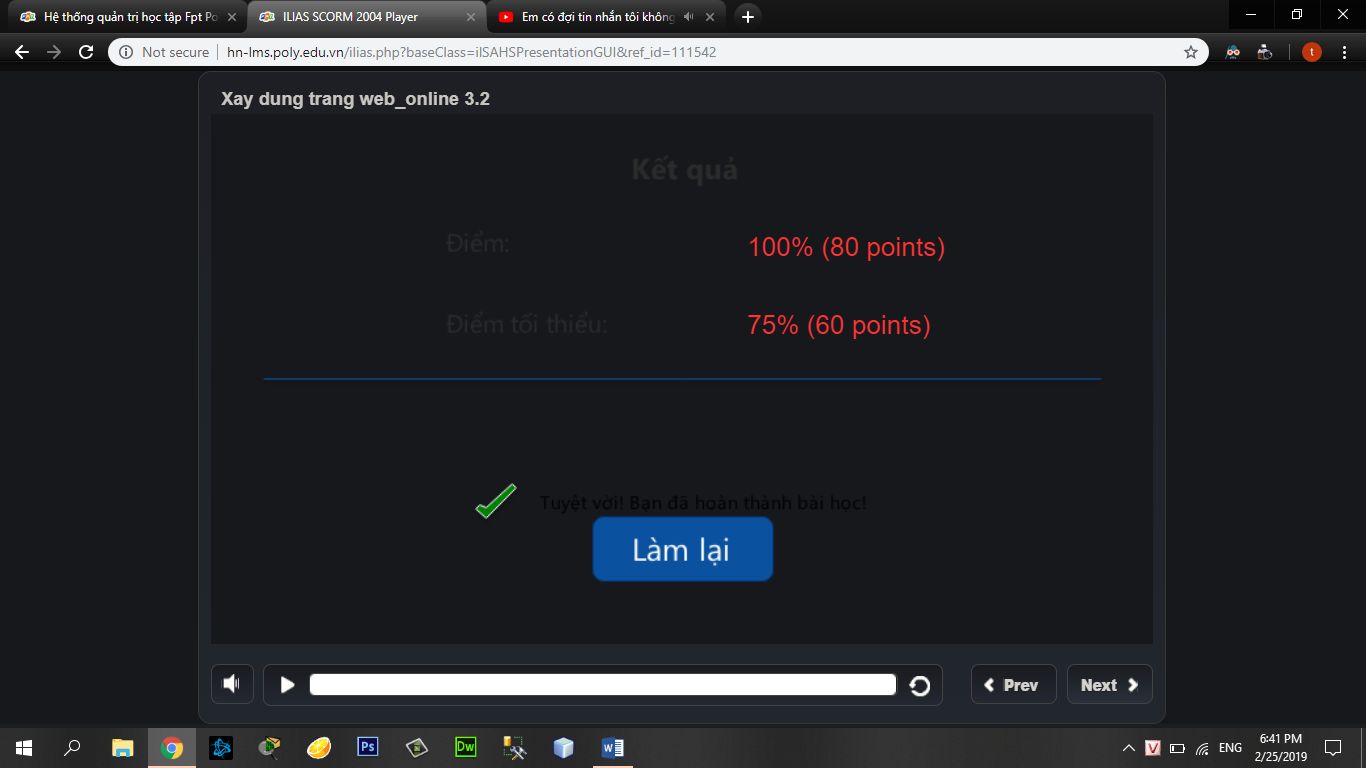 Hệ thống quản trị học tập Fpt Po
ILIAS SCORM 2004 Player
Em có đợi tin nhắn tôi không
Not secure
hn-lms.poly.edu.vn/ilias.php?baseClass=ilSAHSPresentationGUI&ref_id=111542
t
Xay dung trang web_online 3.2
Kết quả
Điểm:
100% (80 points)
Điểm tối thiểu:
75% (60 points)
Tuyệt vời! Bạn đã hoàn thành bài học!
Làm lại
Prev
Next
Ps
Dw
V
ENG
6:41 PM
2/25/2019